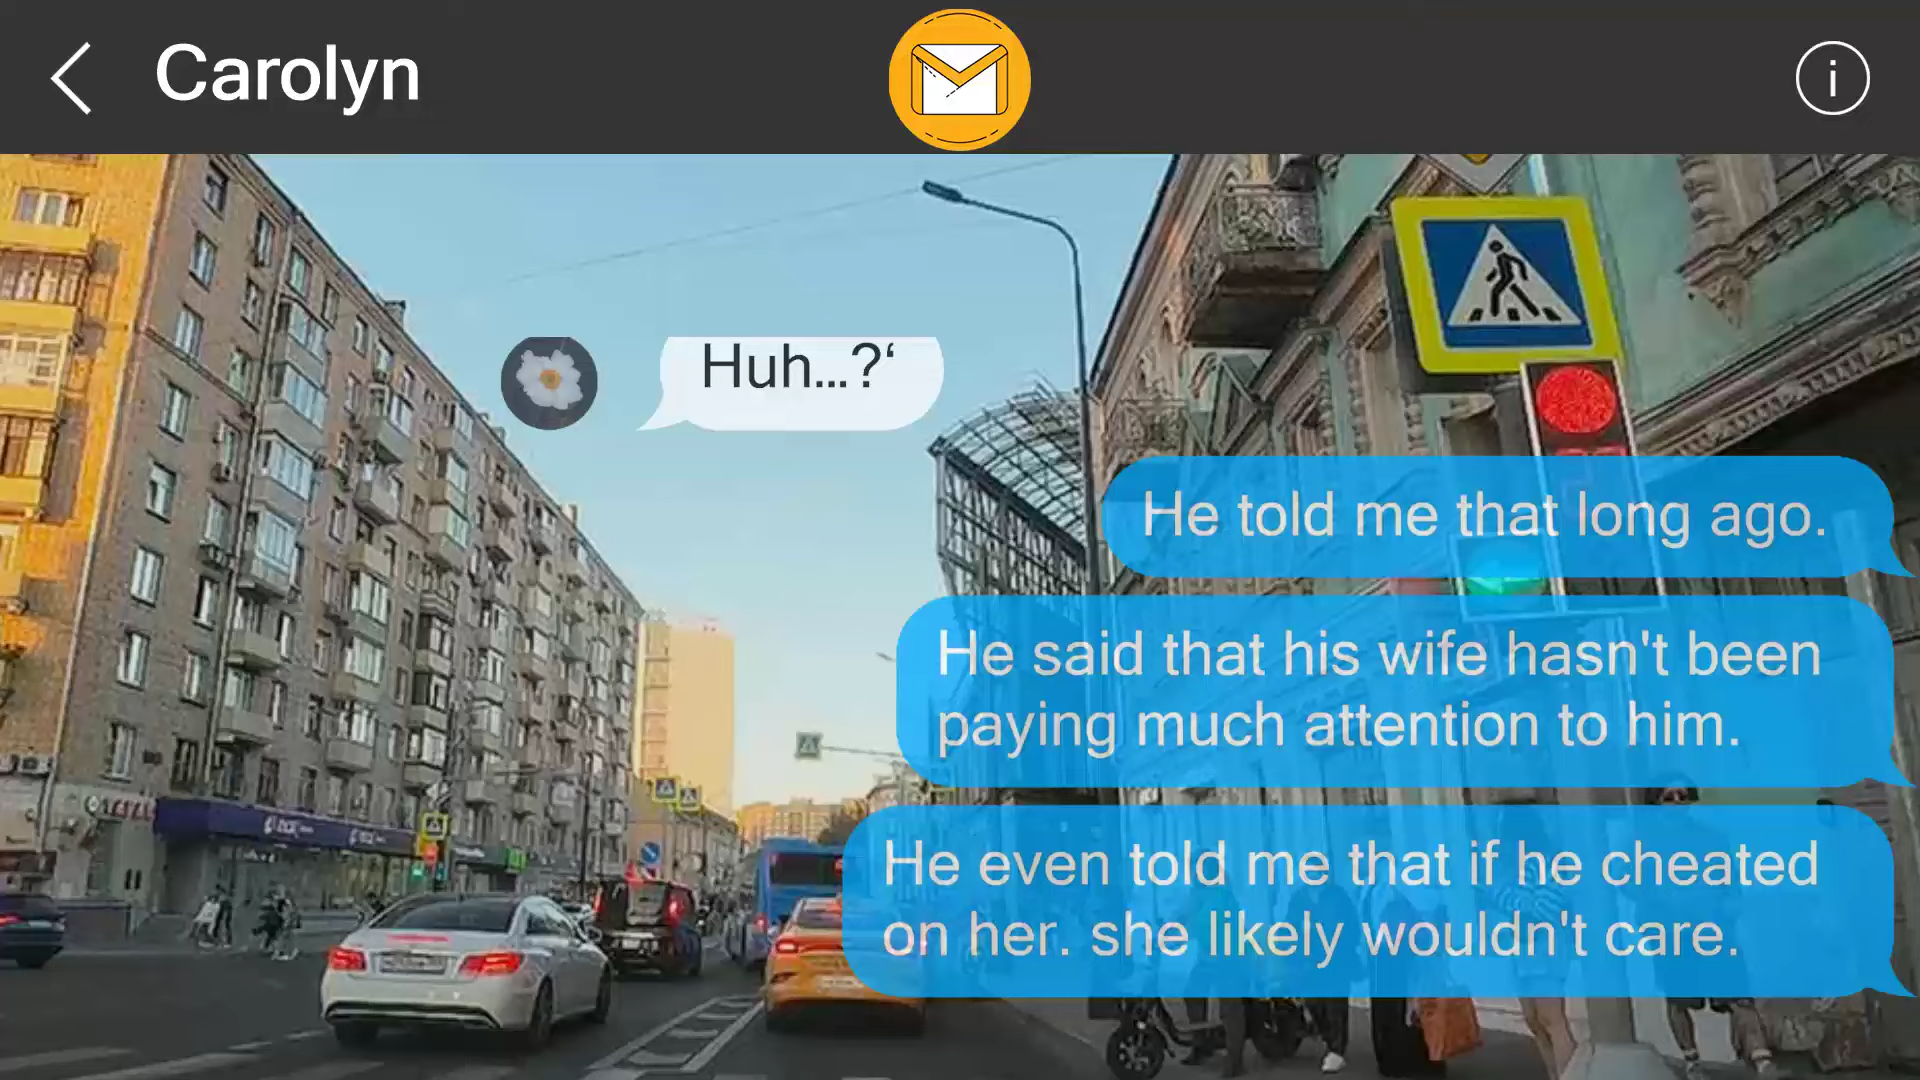 Carolyn
i
Huh...?‘
He told me that long ago.
He said that his wife hasn't been
paying much attention to him.
He even told me that if he cheated
on her. she likely wouldn't care.